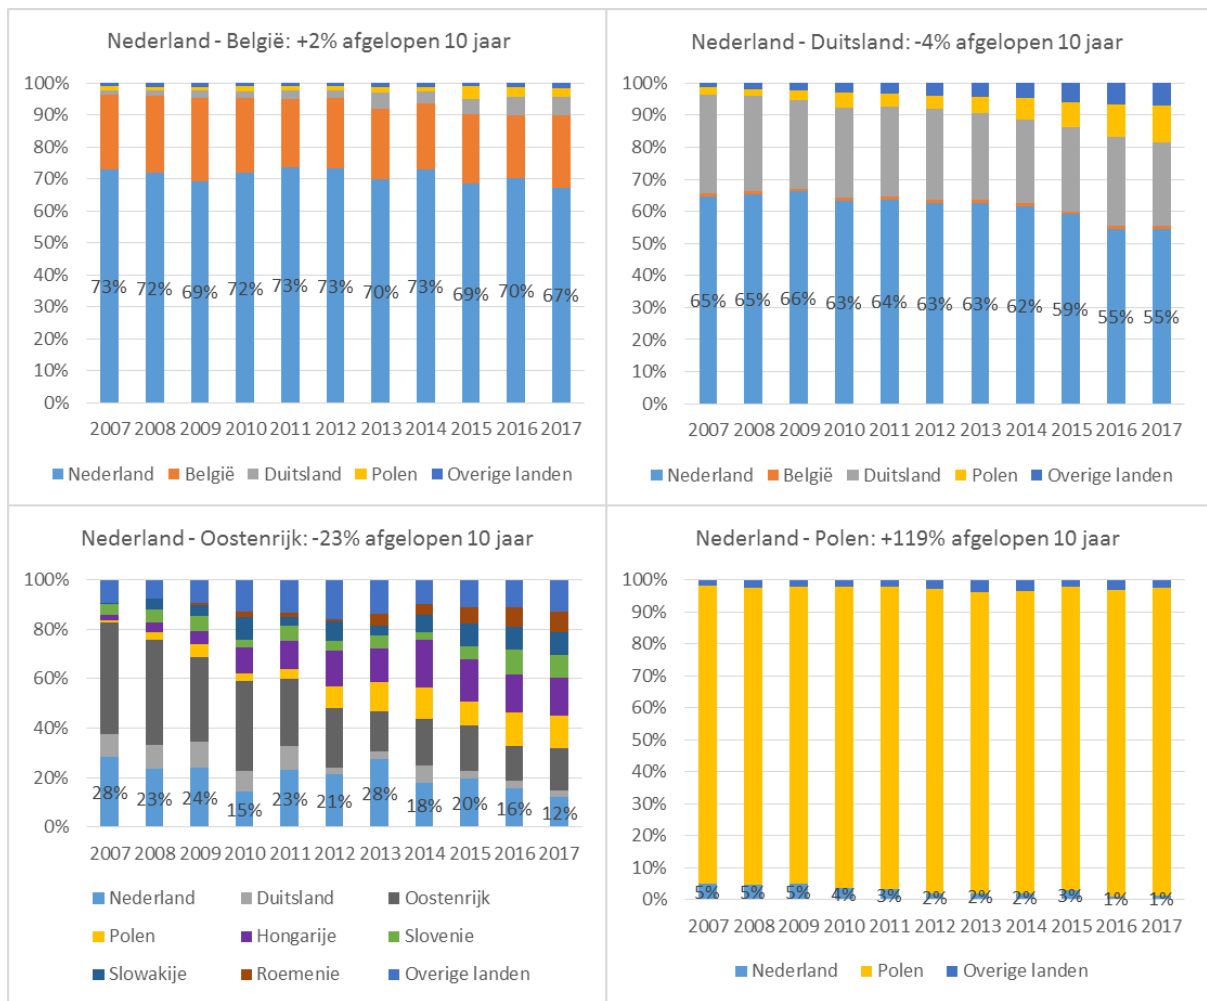 Nederland - België: +2% afgelopen 10 jaar
100%
90%
80%
70%
60%
50%
40%
30%
20%
10%
0%
73% 72% 69% 72% 73% 73% 70% 73% 69% 70% 67%
2007 2008 2009 2010 2011 2012 2013 2014 2015 2016 2017
Nederland België Duitsland Polen Overige landen
Nederland - Duitsland: -4% afgelopen 10 jaar
100%
90%
80%
70%
60%
50%
40%
30%
20%
10%
0%
65% 65% 66% 63% 64% 63% 63% 62% 59% 55% 55%
2007 2008 2009 2010 2011 2012 2013 2014 2015 2016 2017
Nederland België Duitsland Polen Overige landen
Nederland - Oostenrijk: -23% afgelopen 10 jaar
100%
80%
60%
40%
20%
0%
28% 23% 24% 15% 23% 21% 28% 18% 20% 16% 12%
2007 2008 2009 2010 2011 2012 2013 2014 2015 2016 2017
Nederland Duitsland Oostenrijk
Polen Hongarije Slovenie
Slowakije Roemenie Overige landen
Nederland - Polen: +119% afgelopen 10 jaar
100%
90%
80%
70%
60%
50%
40%
30%
20%
10%
0%
5% 5% 5% 4% 3% 2% 2% 2% 3% 1% 1%
2007 2008 2009 2010 2011 2012 2013 2014 2015 2016 2017
Nederland Polen Overige landen